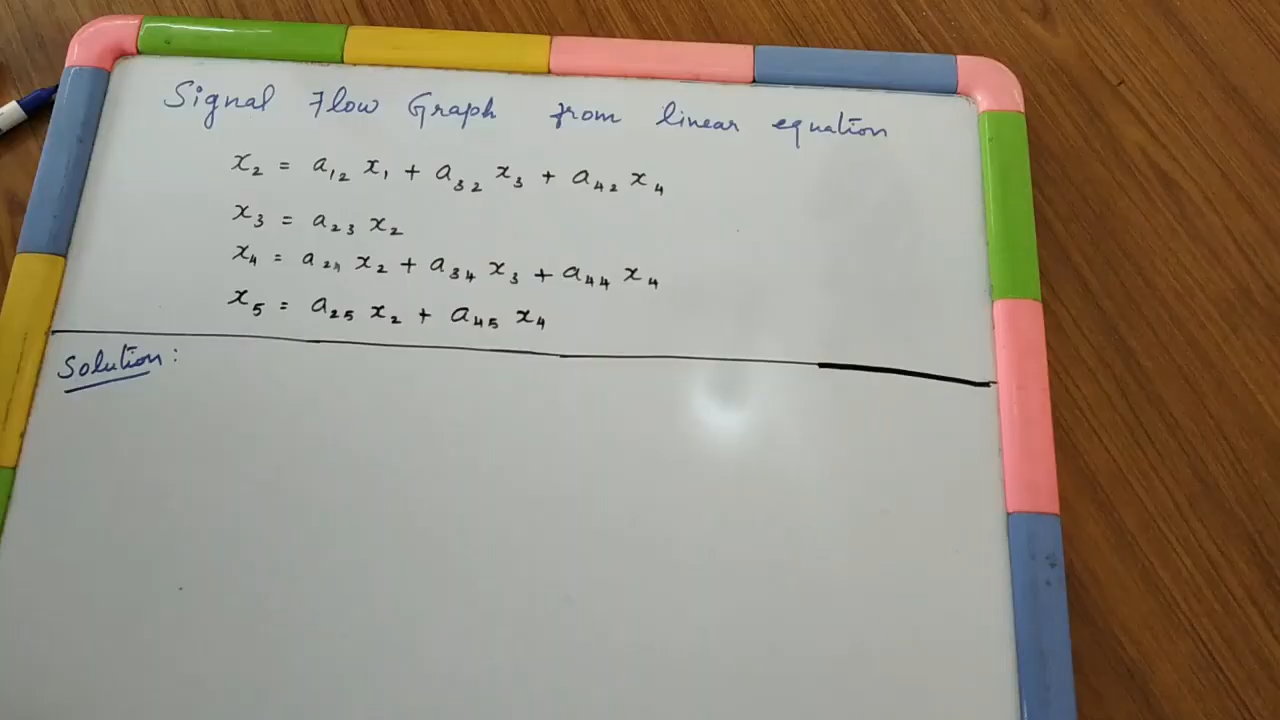 Signal Flow Graph from linear equation
x₂ = a₁₂ x₁ + a₃₂ x₃ + a₄₂ x₄
x₃ = a₂₃ x₂
x₄ = a₂₄ x₂ + a₃₄ x₃ + a₄₄ x₄
x₅ = a₂₅ x₂ + a₄₅ x₄
Solution: